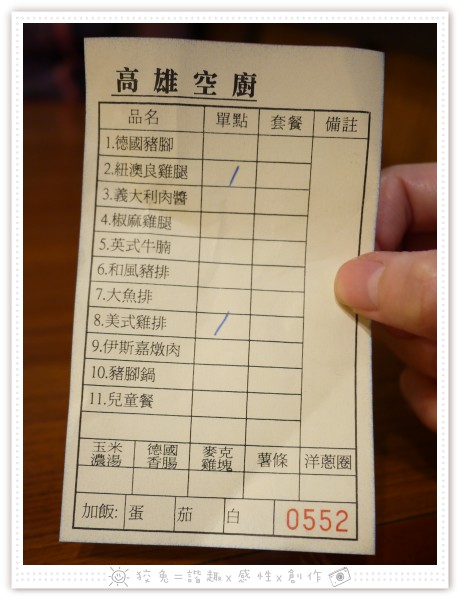 高雄空廚
品名 單點 套餐 備註
1.德國豬腳
2.紐澳良雞腿 /
3.義大利肉醬
4.椒麻雞腿
5.英式牛腩
6.和風豬排
7.大魚排
8.美式雞排 /
9.伊斯嘉燉肉
10.豬腳鍋
11.兒童餐
玉米濃湯 德國香腸 麥克雞塊 薯條 洋蔥圈
加飯: 蛋 茄 白 0552
狡兔=諧趣x感性x創作